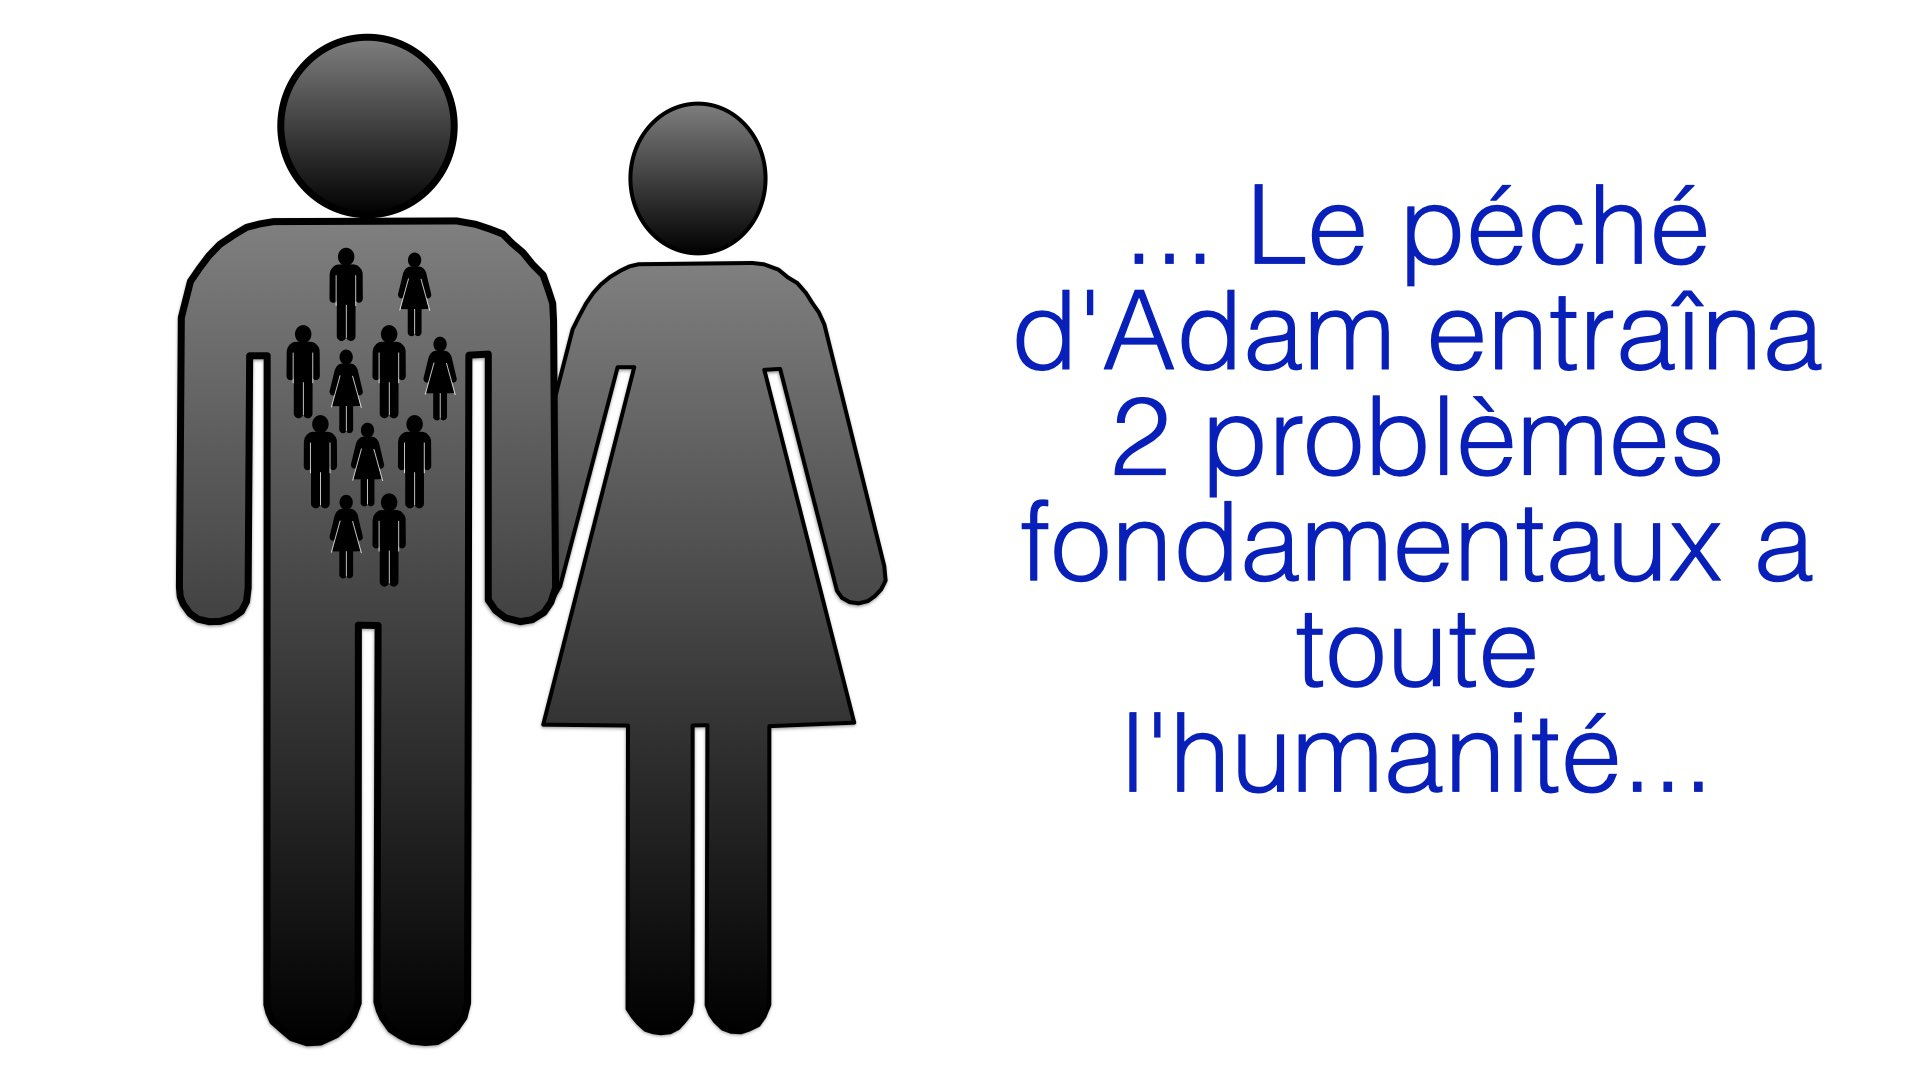 ... Le péché
d'Adam entraîna
2 problèmes
fondamentaux a
toute
l'humanité...